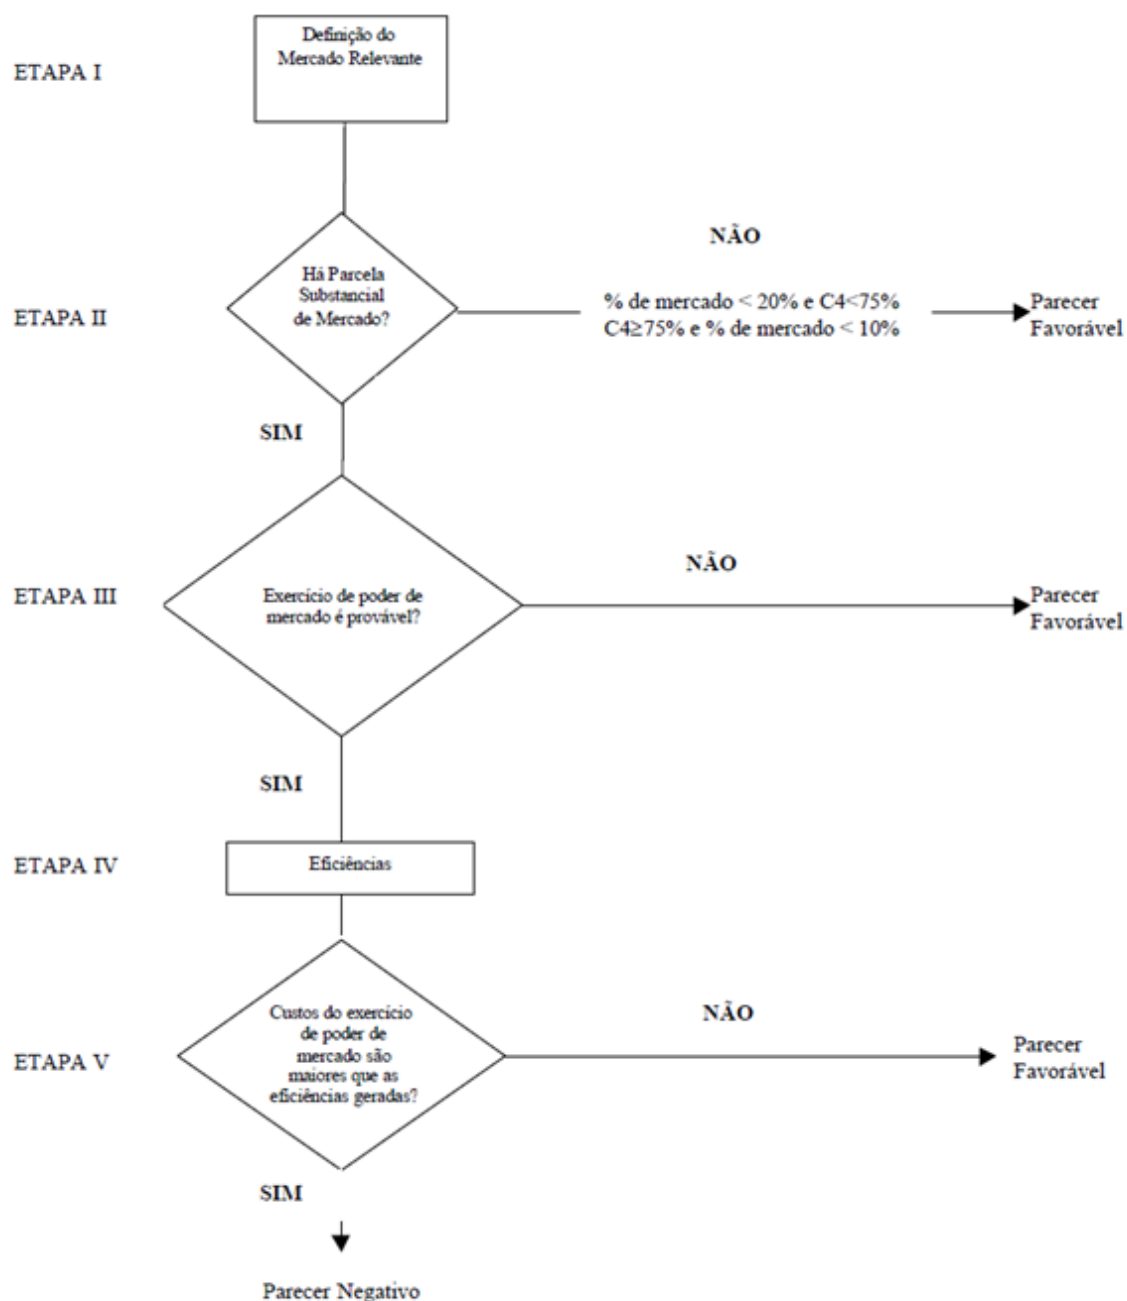 Definição do
Mercado Relevante
ETAPA I
NÃO
Há Parcela
Substancial
de Mercado?
ETAPA II
% de mercado < 20% e C4<75%
C4≥75% e % de mercado < 10%
Parecer
Favorável
SIM
NÃO
ETAPA III
Exercício de poder de
mercado é provável?
Parecer
Favorável
SIM
ETAPA IV
Eficiências
NÃO
Custos do exercício
de poder de
mercado são
maiores que as
eficiências geradas?
ETAPA V
Parecer
Favorável
SIM
Parecer Negativo